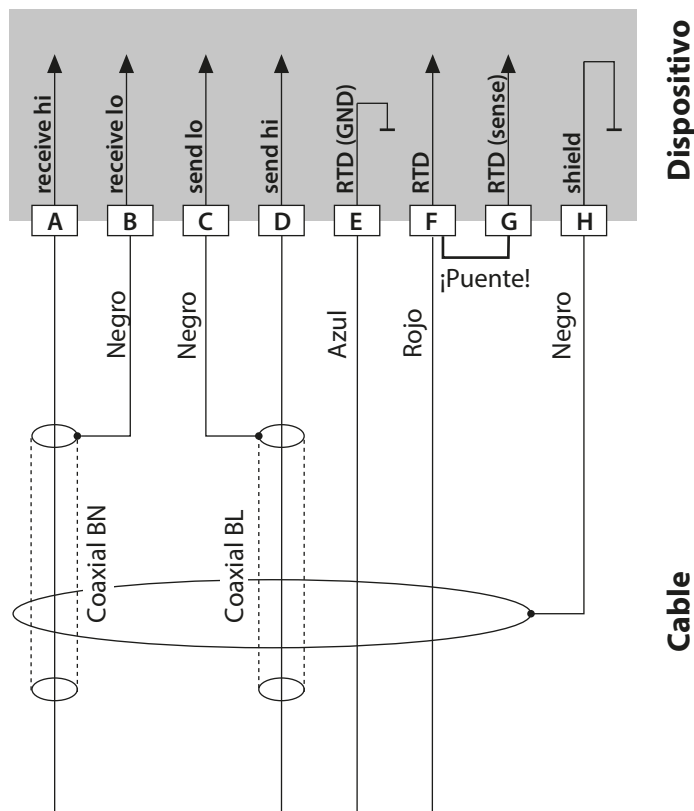 receive hi
receive lo
send lo
send hi
RTD (GND)
RTD
RTD (sense)
shield
Dispositivo
A
B
C
D
E
F
G
H
¡Puente!
Negro
Negro
Azul
Rojo
Negro
Coaxial BN
Coaxial BL
Cable